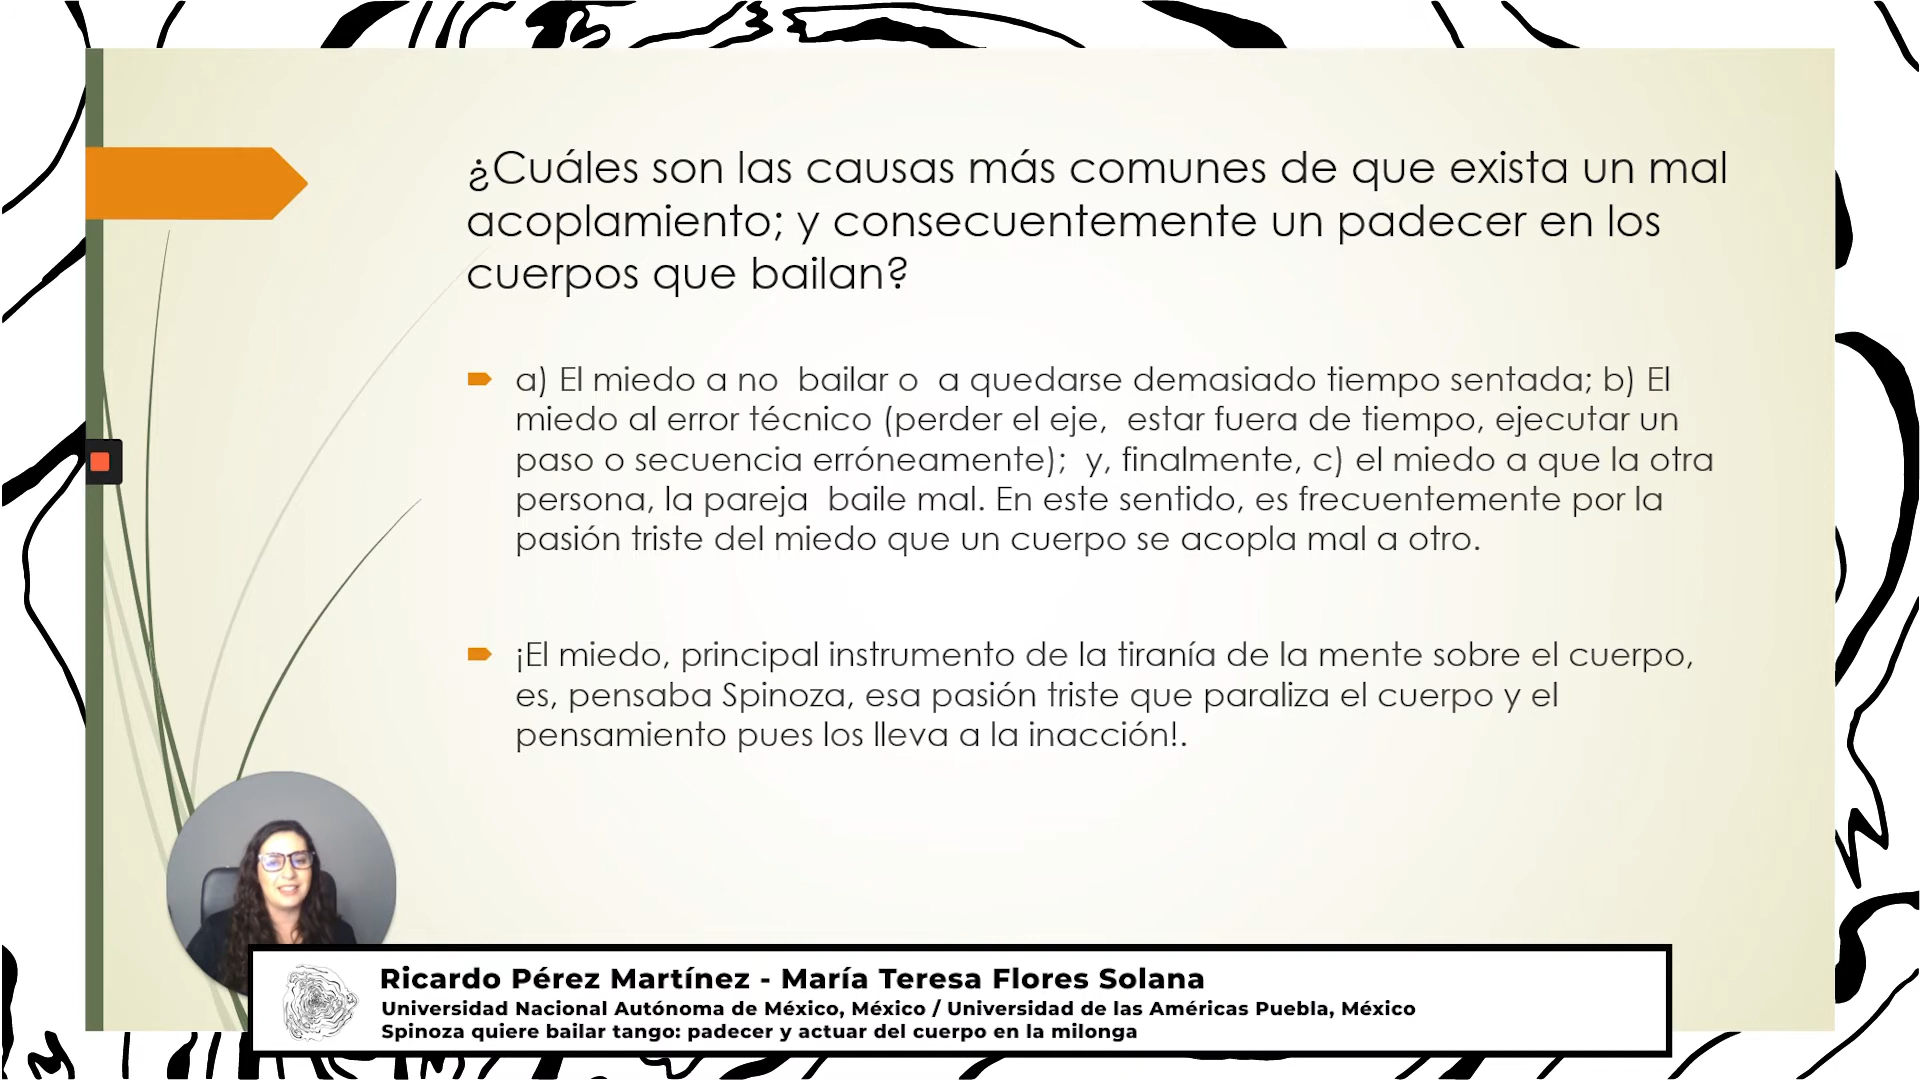 ¿Cuáles son las causas más comunes de que exista un mal
acoplamiento; y consecuentemente un padecer en los
cuerpos que bailan?
a) El miedo a no  bailar o  a quedarse demasiado tiempo sentada; b) El
miedo al error técnico (perder el eje,  estar fuera de tiempo, ejecutar un
paso o secuencia erróneamente);  y, finalmente, c) el miedo a que la otra
persona, la pareja  baile mal. En este sentido, es frecuentemente por la
pasión triste del miedo que un cuerpo se acopla mal a otro.
¡El miedo, principal instrumento de la tiranía de la mente sobre el cuerpo,
es, pensaba Spinoza, esa pasión triste que paraliza el cuerpo y el
pensamiento pues los lleva a la inacción!.
Ricardo Pérez Martínez - María Teresa Flores Solana
Universidad Nacional Autónoma de México, México / Universidad de las Américas Puebla, México
Spinoza quiere bailar tango: padecer y actuar del cuerpo en la milonga